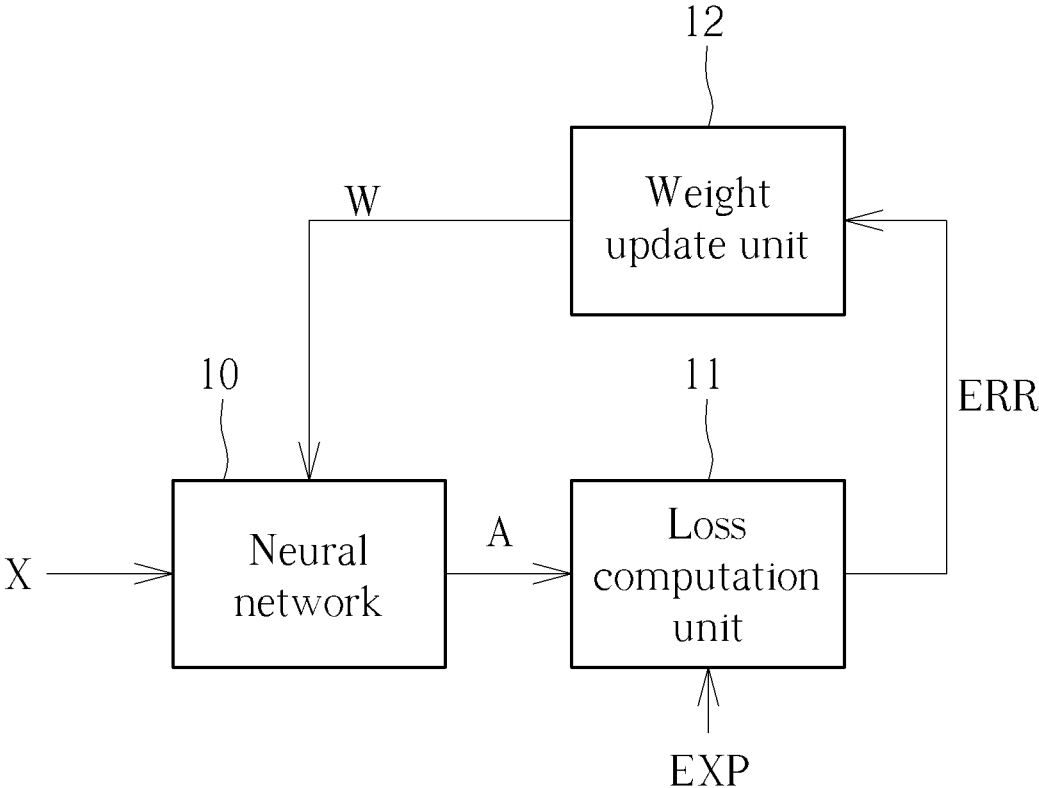 12
Weight
update unit
W
10
11
ERR
Neural
network
A
Loss
computation
unit
X
EXP